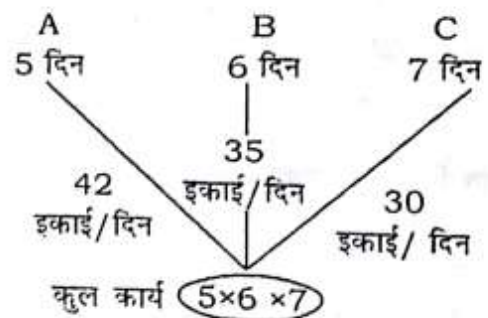 A B C
5 दिन 6 दिन 7 दिन
35
42 इकाई/दिन 30
इकाई/दिन इकाई/ दिन
कुल कार्य 5×6 ×7